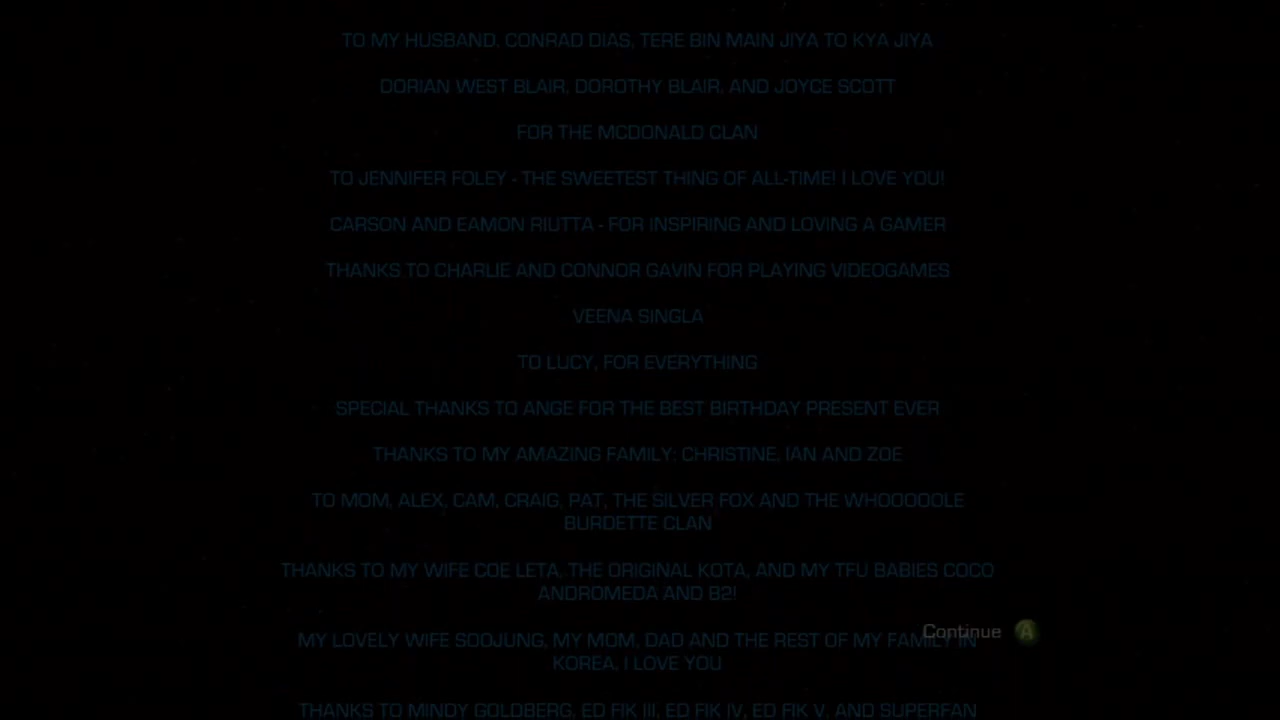 TO MY HUSBAND, CONRAD DIAS, TERE BIN MAIN JIYA TO KYA JIYA
DORIAN WEST BLAIR, DOROTHY BLAIR, AND JOYCE SCOTT
FOR THE MCDONALD CLAN
TO JENNIFER FOLEY - THE SWEETEST THING OF ALL-TIME! I LOVE YOU!
CARSON AND EAMON RIUTTA - FOR INSPIRING AND LOVING A GAMER
THANKS TO CHARLIE AND CONNOR GAVIN FOR PLAYING VIDEOGAMES
VEENA SINGLA
TO LUCY, FOR EVERYTHING
SPECIAL THANKS TO ANGE FOR THE BEST BIRTHDAY PRESENT EVER
THANKS TO MY AMAZING FAMILY: CHRISTINE, IAN AND ZOE
TO MOM, ALEX, CAM, CRAIG, PAT, THE SILVER FOX AND THE WHOOOOOLE
BURDETTE CLAN
THANKS TO MY WIFE COE LETA, THE ORIGINAL KOTA, AND MY TFU BABIES COCO
ANDROMEDA AND B2!
Continue A
MY LOVELY WIFE SOOJUNG, MY MOM, DAD AND THE REST OF MY FAMILY IN
KOREA, I LOVE YOU
THANKS TO MINDY GOLDBERG, ED FIK III, ED FIK IV, ED FIK V, AND SUPERFAN